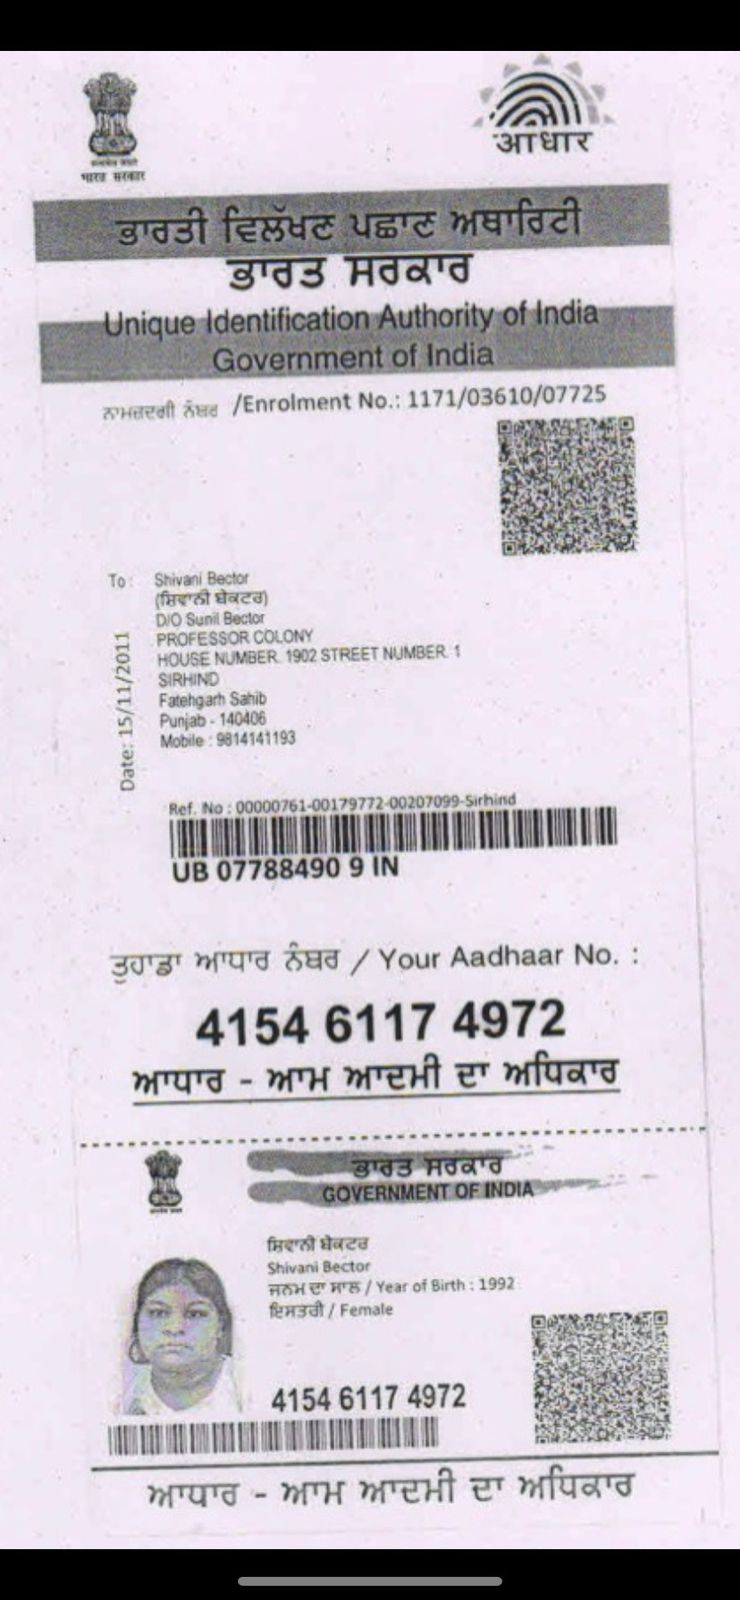 आधार
भारत सरकार
ਭਾਰਤੀ ਵਿਲੱਖਣ ਪਛਾਣ ਅਥਾਰਿਟੀ
ਭਾਰਤ ਸਰਕਾਰ
Unique Identification Authority of India
Government of India
ਨਾਮਜ਼ਦਗੀ ਨੰਬਰ /Enrolment No.: 1171/03610/07725
To :
Shivani Bector
(ਸ਼ਿਵਾਨੀ ਬੇਕਟਰ)
D/O Sunil Bector
PROFESSOR COLONY
HOUSE NUMBER. 1902 STREET NUMBER. 1
SIRHIND
Fatehgarh Sahib
Punjab - 140406
Mobile : 9814141193
Date: 15/11/2011
Ref. No : 00000761-00179772-00207099-Sirhind
UB 07788490 9 IN
ਤੁਹਾਡਾ ਆਧਾਰ ਨੰਬਰ / Your Aadhaar No. :
4154 6117 4972
ਆਧਾਰ - ਆਮ ਆਦਮੀ ਦਾ ਅਧਿਕਾਰ
ਭਾਰਤ ਸਰਕਾਰ
GOVERNMENT OF INDIA
ਸ਼ਿਵਾਨੀ ਬੇਕਟਰ
Shivani Bector
ਜਨਮ ਦਾ ਸਾਲ / Year of Birth : 1992
ਇਸਤਰੀ / Female
4154 6117 4972
ਆਧਾਰ - ਆਮ ਆਦਮੀ ਦਾ ਅਧਿਕਾਰ